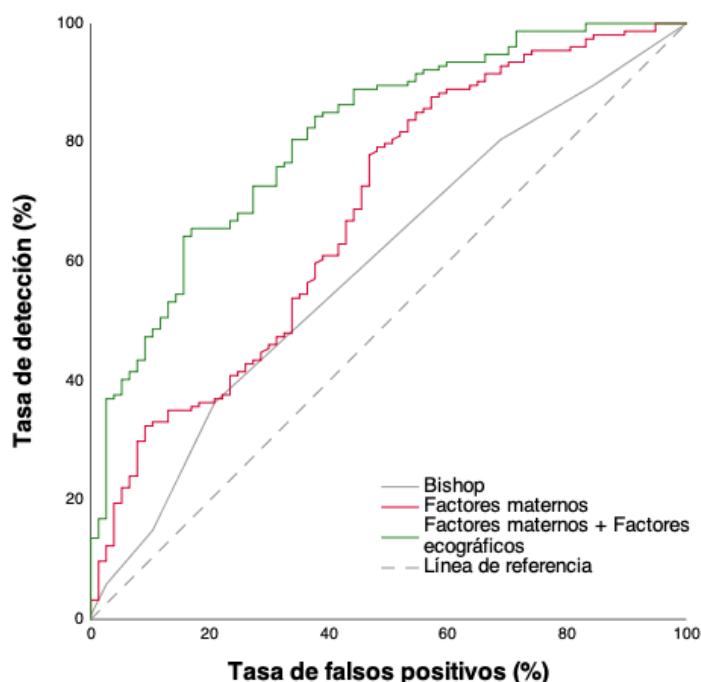 100
80
60
40
20
0
Tasa de detección (%)
Bishop
Factores maternos
Factores maternos + Factores
ecográficos
Línea de referencia
0 20 40 60 80 100
Tasa de falsos positivos (%)